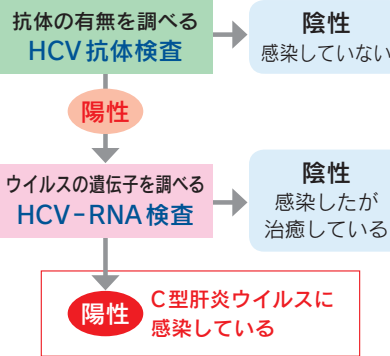 抗体の有無を調べる
HCV抗体検査
陰性
感染していない
陽性
ウイルスの遺伝子を調べる
HCV-RNA検査
陰性
感染したが
治癒している
陽性
C型肝炎ウイルスに
感染している